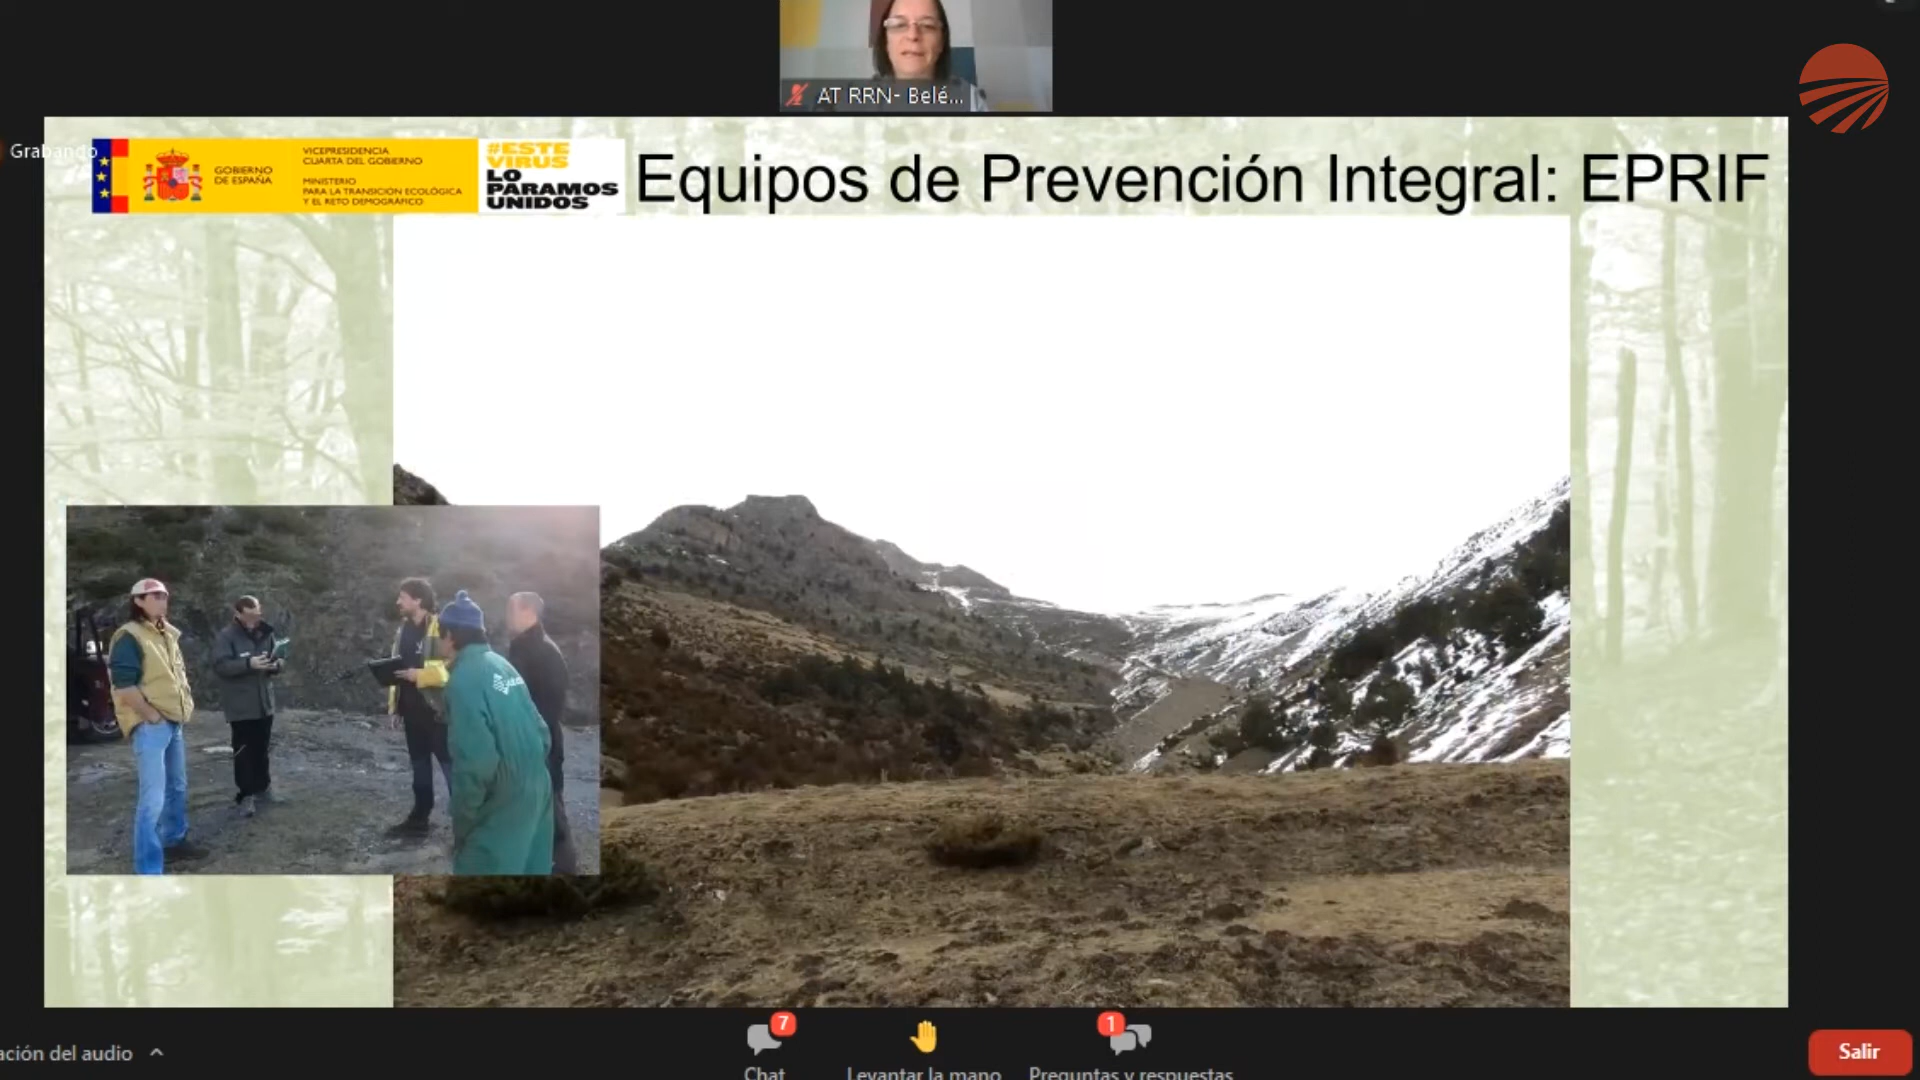 AT RRN- Belé...
Grabando
GOBIERNO
DE ESPAÑA
VICEPRESIDENCIA
CUARTA DEL GOBIERNO
MINISTERIO
PARA LA TRANSICIÓN ECOLÓGICA
Y EL RETO DEMOGRÁFICO
#ESTE
VIRUS
LO
PARAMOS
UNIDOS
Equipos de Prevención Integral: EPRIF
ación del audio
7
Chat
Levantar la mano
1
Preguntas y respuestas
Salir